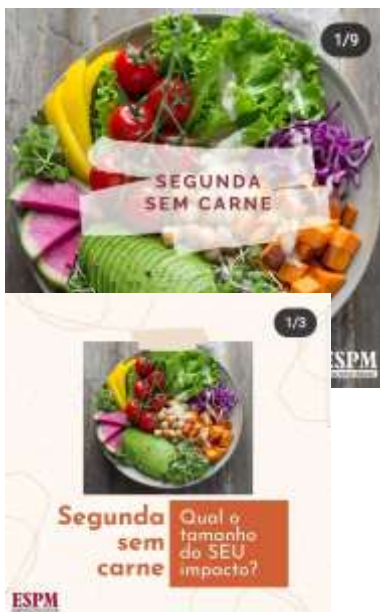 1/9
SEGUNDA
SEM CARNE
ESPM
1/3
Segunda
sem
carne
Qual o
tamanho
do SEU
impacto?
ESPM